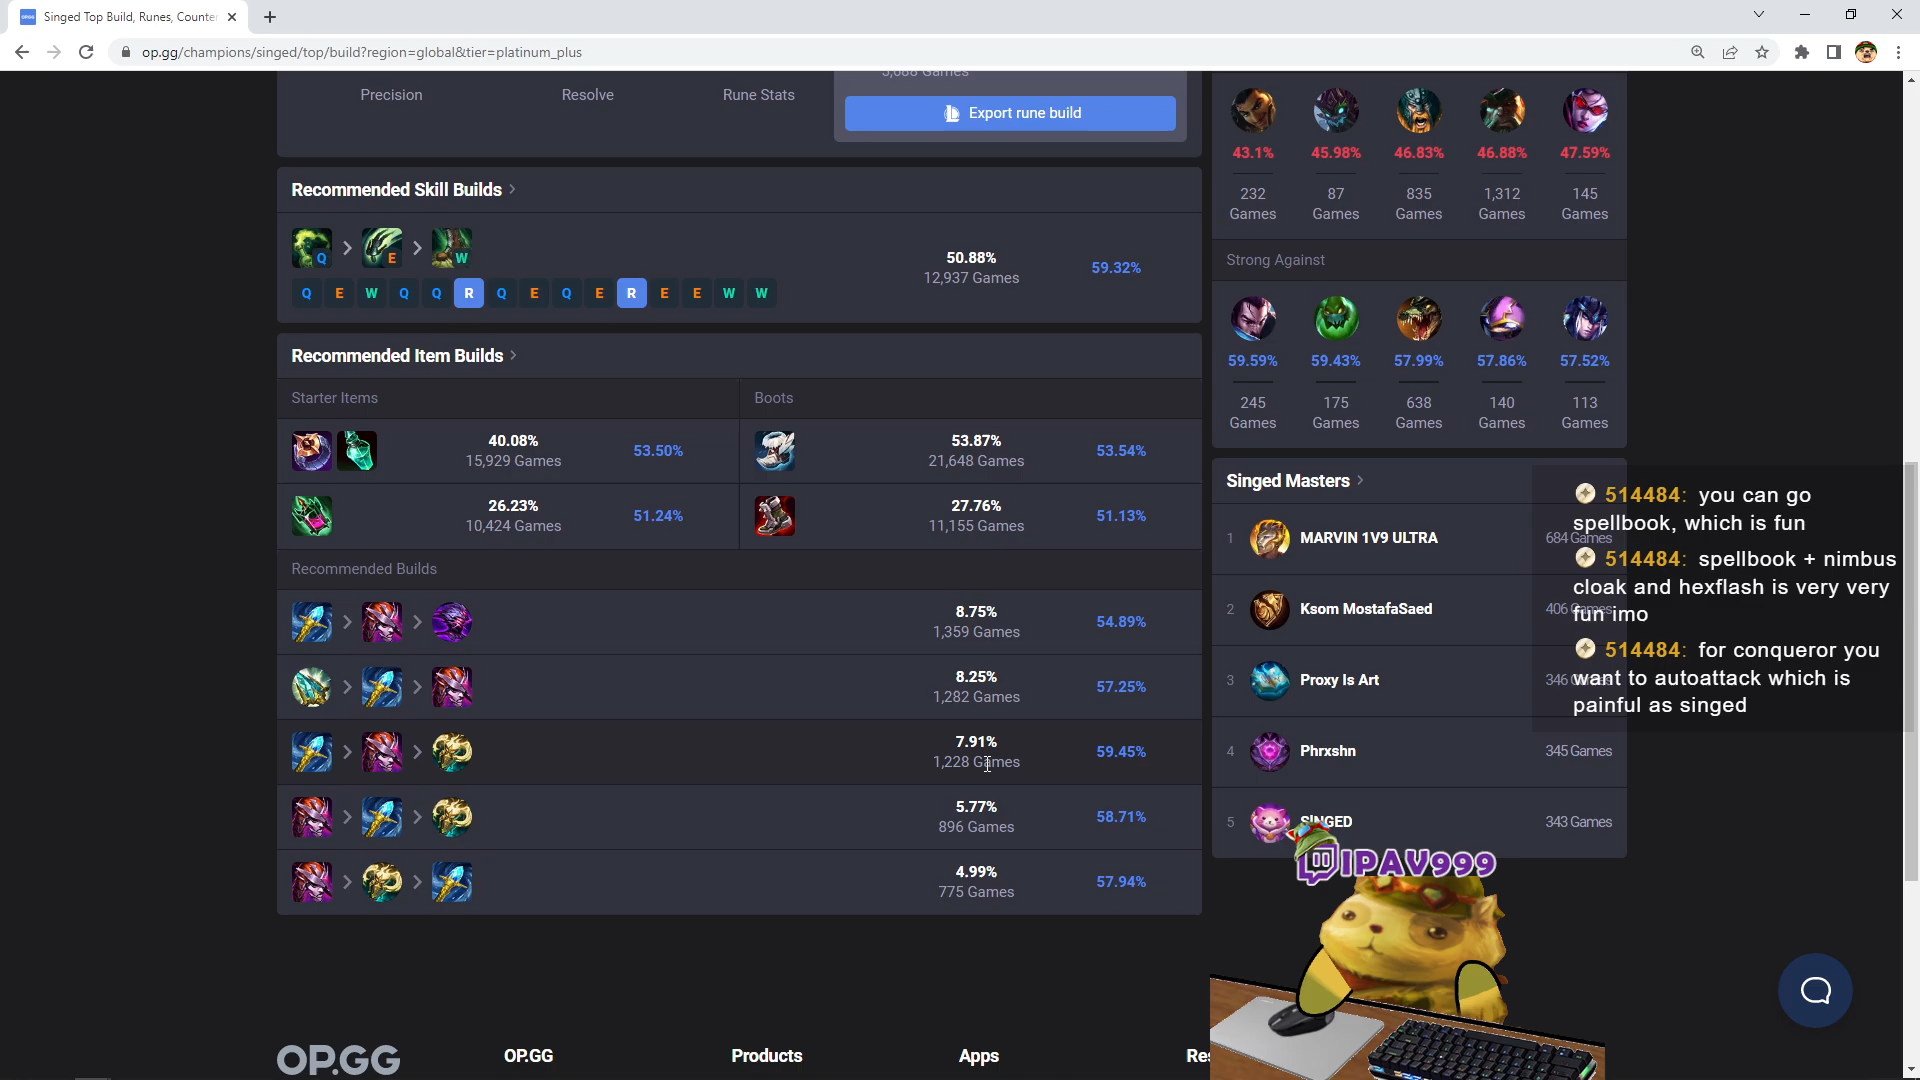 Singed Top Build, Runes, Counter
op.gg/champions/singed/top/build?region=global&tier=platinum_plus
Precision
Resolve
Rune Stats
Export rune build
43.1% 45.98% 46.83% 46.88% 47.59%
232 87 835 1,312 145
Games Games Games Games Games
Recommended Skill Builds
Q E W
50.88%
12,937 Games
59.32%
Q E W Q Q R Q E Q E R E E W W
Strong Against
59.59% 59.43% 57.99% 57.86% 57.52%
245 175 638 140 113
Games Games Games Games Games
Recommended Item Builds
Starter Items
Boots
40.08%
15,929 Games
53.50%
53.87%
21,648 Games
53.54%
26.23%
10,424 Games
51.24%
27.76%
11,155 Games
51.13%
Recommended Builds
8.75%
1,359 Games
54.89%
8.25%
1,282 Games
57.25%
7.91%
1,228 Games
59.45%
5.77%
896 Games
58.71%
4.99%
775 Games
57.94%
Singed Masters
1 MARVIN 1V9 ULTRA 684 Games
2 Ksom MostafaSaed 406 Games
3 Proxy Is Art 346
4 Phrxshn 345 Games
5 SINGED 343 Games
514484: you can go
spellbook, which is fun
514484: spellbook + nimbus
cloak and hexflash is very very
fun imo
514484: for conqueror you
want to autoattack which is
painful as singed
IPAV999
OP.GG
OP.GG
Products
Apps